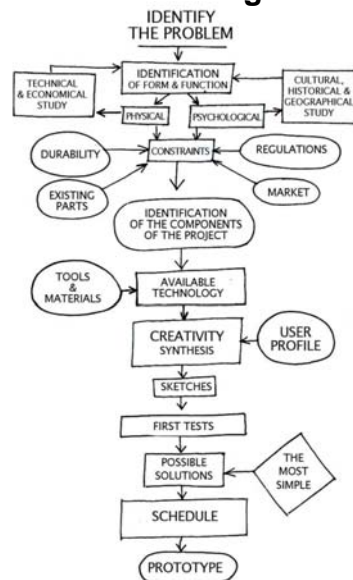 IDENTIFY
THE PROBLEM
TECHNICAL
& ECONOMICAL
STUDY
IDENTIFICATION
OF FORM & FUNCTION
CULTURAL,
HISTORICAL &
GEOGRAPHICAL
STUDY
PHYSICAL
PSYCHOLOGICAL
DURABILITY
CONSTRAINTS
REGULATIONS
EXISTING
PARTS
MARKET
IDENTIFICATION
OF THE COMPONENTS
OF THE PROJECT
TOOLS
&
MATERIALS
AVAILABLE
TECHNOLOGY
CREATIVITY
SYNTHESIS
USER
PROFILE
SKETCHES
FIRST TESTS
POSSIBLE
SOLUTIONS
THE
MOST
SIMPLE
SCHEDULE
PROTOTYPE